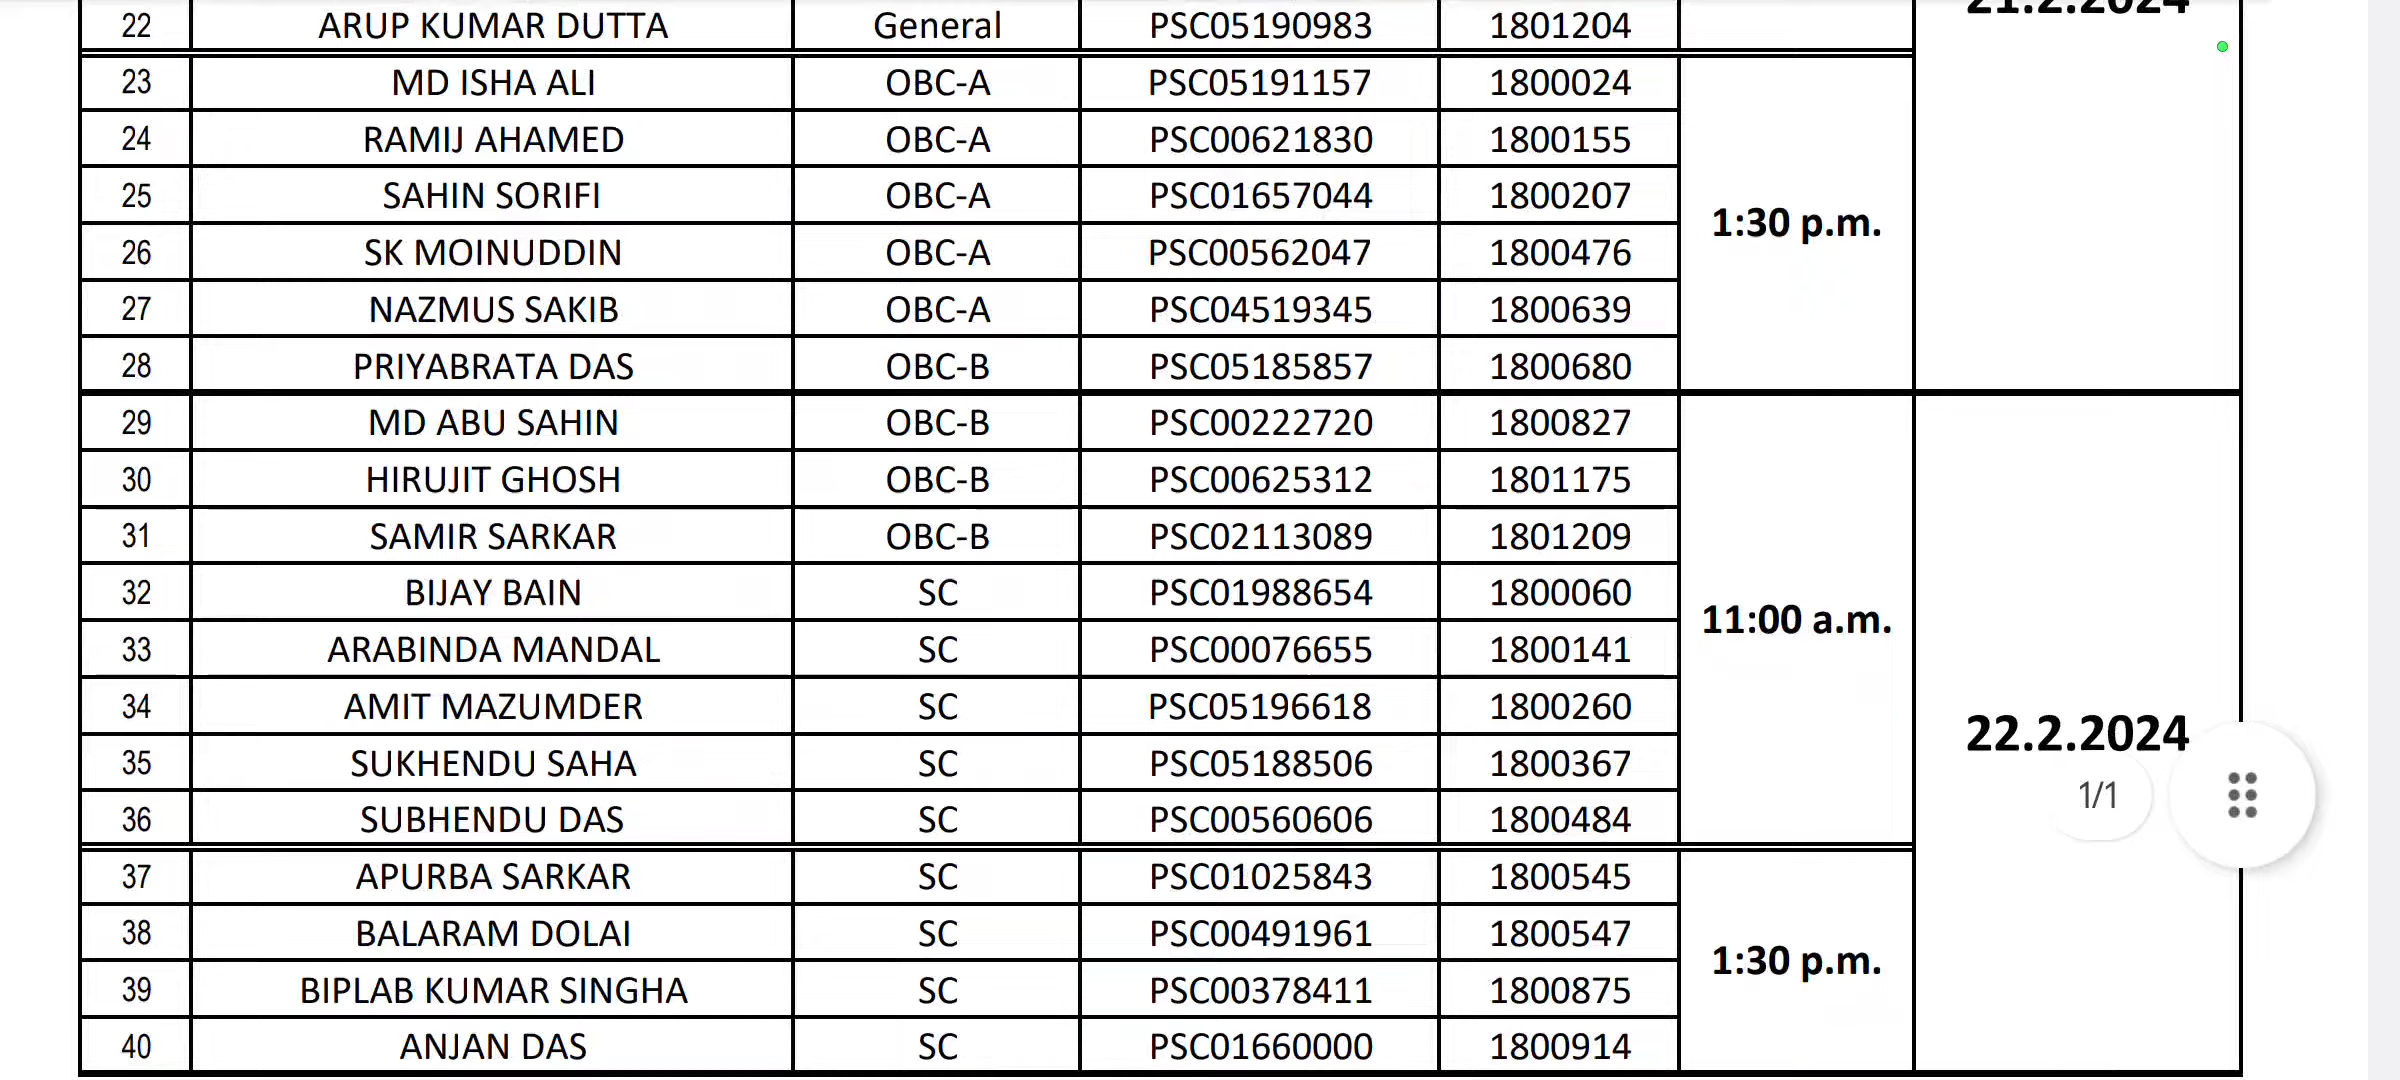 22 ARUP KUMAR DUTTA General PSC05190983 1801204 21.2.2024
23 MD ISHA ALI OBC-A PSC05191157 1800024
24 RAMIJ AHAMED OBC-A PSC00621830 1800155
25 SAHIN SORIFI OBC-A PSC01657044 1800207
1:30 p.m.
26 SK MOINUDDIN OBC-A PSC00562047 1800476
27 NAZMUS SAKIB OBC-A PSC04519345 1800639
28 PRIYABRATA DAS OBC-B PSC05185857 1800680
29 MD ABU SAHIN OBC-B PSC00222720 1800827
30 HIRUJIT GHOSH OBC-B PSC00625312 1801175
31 SAMIR SARKAR OBC-B PSC02113089 1801209
32 BIJAY BAIN SC PSC01988654 1800060
11:00 a.m.
33 ARABINDA MANDAL SC PSC00076655 1800141
34 AMIT MAZUMDER SC PSC05196618 1800260
22.2.2024
35 SUKHENDU SAHA SC PSC05188506 1800367
1/1
36 SUBHENDU DAS SC PSC00560606 1800484
37 APURBA SARKAR SC PSC01025843 1800545
38 BALARAM DOLAI SC PSC00491961 1800547
1:30 p.m.
39 BIPLAB KUMAR SINGHA SC PSC00378411 1800875
40 ANJAN DAS SC PSC01660000 1800914